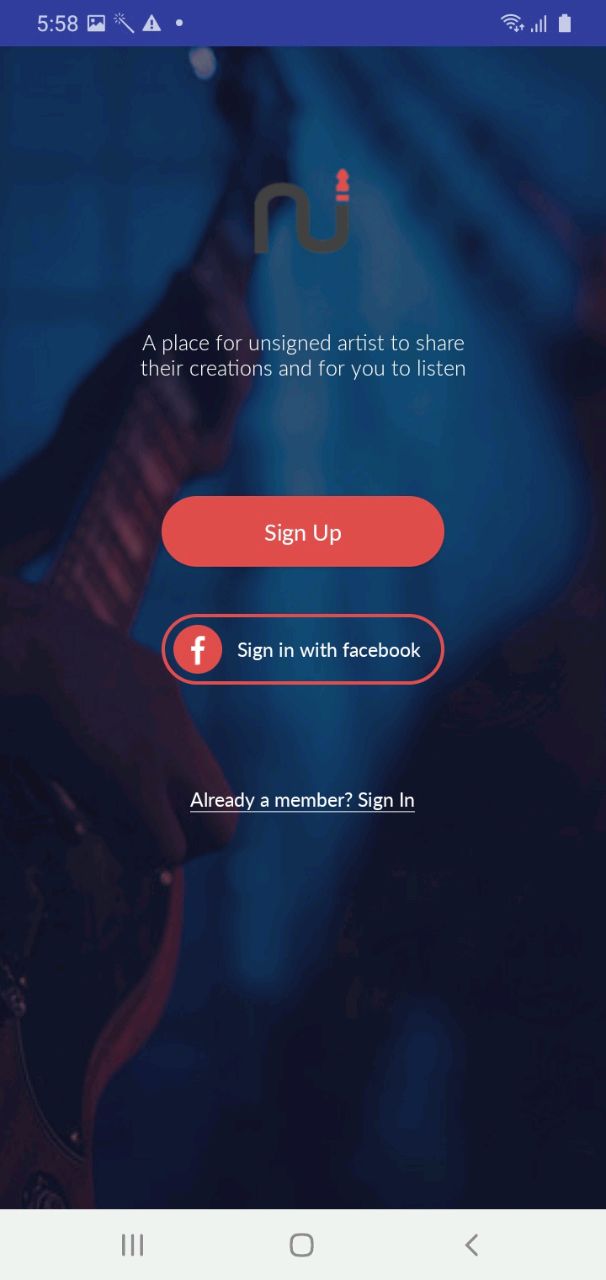 5:58
A place for unsigned artist to share
their creations and for you to listen
Sign Up
Sign in with facebook
Already a member? Sign In